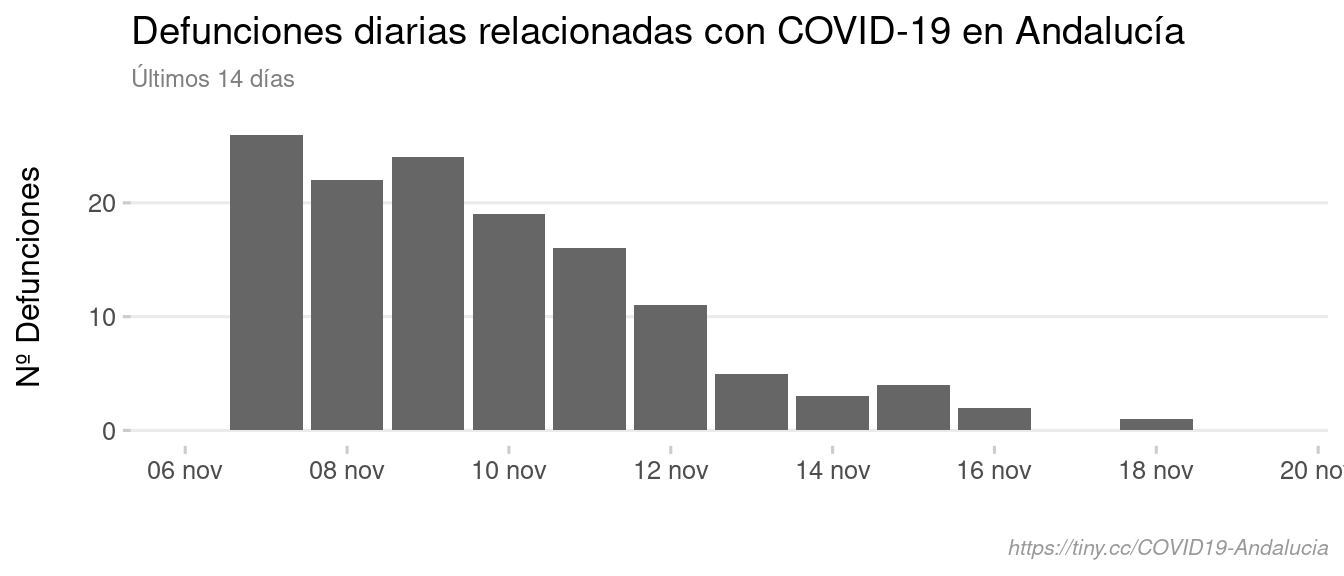 Defunciones diarias relacionadas con COVID-19 en Andalucía
Últimos 14 días
Nº Defunciones
20
10
0
06 nov 08 nov 10 nov 12 nov 14 nov 16 nov 18 nov 20 no
https://tiny.cc/COVID19-Andalucia